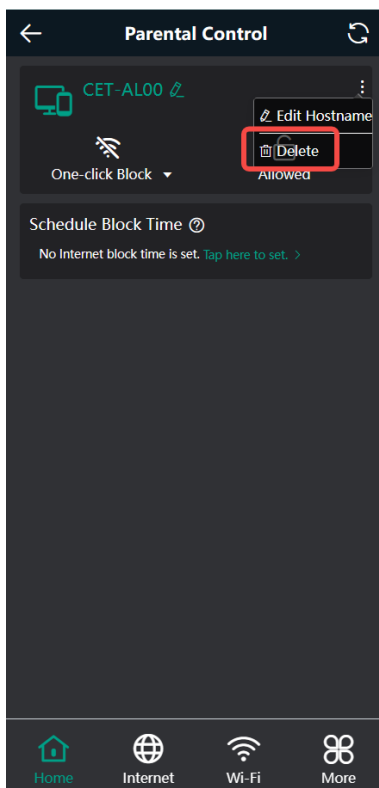 Parental Control
CET-AL00
Edit Hostname
Delete
One-click Block
Allowed
Schedule Block Time
No Internet block time is set. Tap here to set. >
Home Internet Wi-Fi More